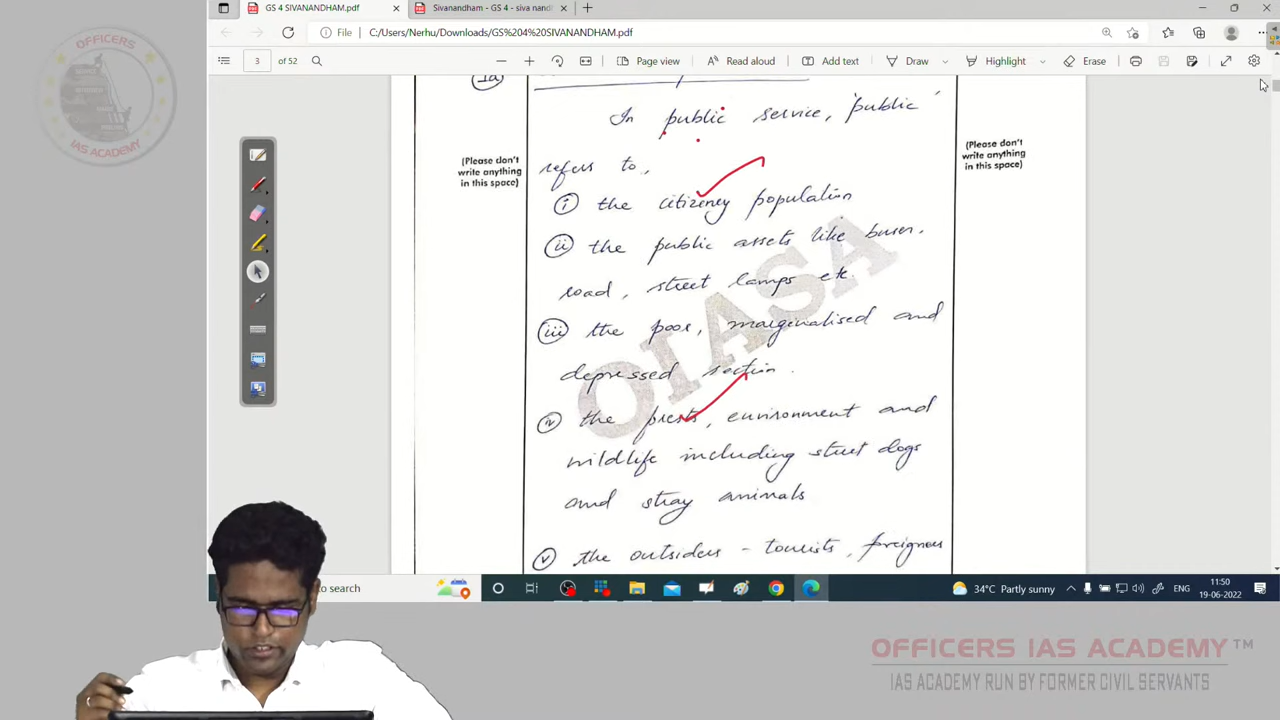 GS 4 SIVANANDHAM.pdf
Sivanandham - GS 4 - siva nand
File
C:/Users/Nerhu/Downloads/GS%204%20SIVANANDHAM.pdf
3 of 52
Page view
Read aloud
Add text
Draw
Highlight
Erase
OFFICERS
IAS ACADEMY
1a
In public service, 'public'
refers to,
(Please don't
write anything
in this space)
(Please don't
write anything
in this space)
i the citizency population
ii the public assets like buses,
road, street lamps etc.
iii the poor, marginalised and
depressed section.
iv the , environment and
wildlife including street dogs
and stray animals
v the outsiders - tourists, foreigners
OIASA
to search
34°C Partly sunny
ENG
11:50
19-06-2022
OFFICERS IAS ACADEMY™
IAS ACADEMY RUN BY FORMER CIVIL SERVANTS